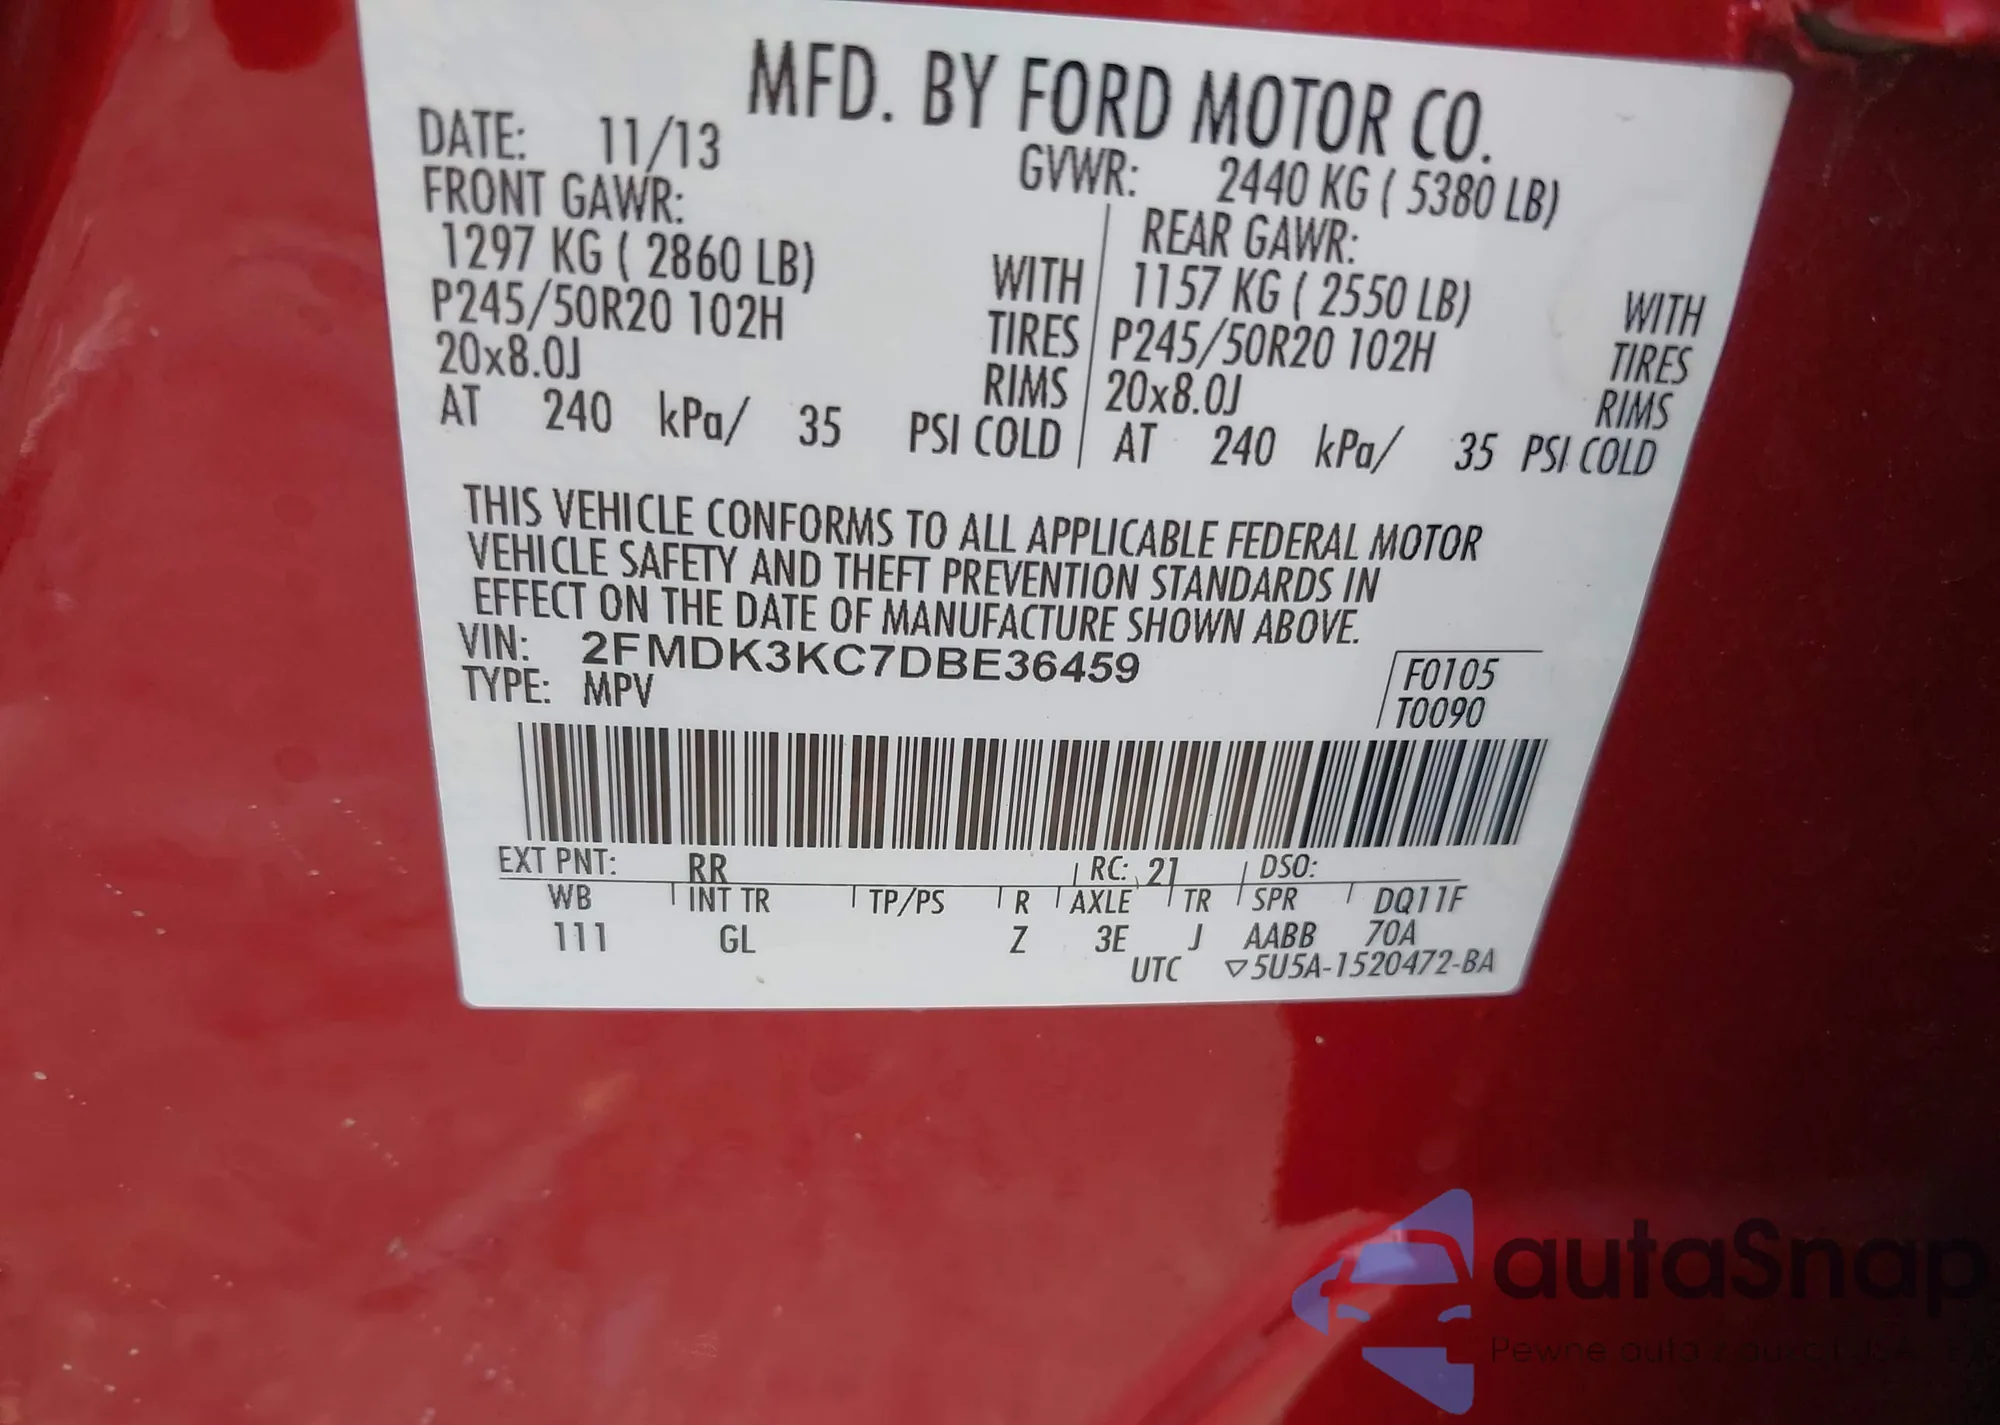 MFD. BY FORD MOTOR CO.
DATE: 11/13
GVWR: 2440 KG ( 5380 LB)
FRONT GAWR:
1297 KG ( 2860 LB) WITH
P245/50R20 102H TIRES
20x8.0J RIMS
AT 240 kPa/ 35 PSI COLD
REAR GAWR:
1157 KG ( 2550 LB) WITH
P245/50R20 102H TIRES
20x8.0J RIMS
AT 240 kPa/ 35 PSI COLD
THIS VEHICLE CONFORMS TO ALL APPLICABLE FEDERAL MOTOR
VEHICLE SAFETY AND THEFT PREVENTION STANDARDS IN
EFFECT ON THE DATE OF MANUFACTURE SHOWN ABOVE.
VIN: 2FMDK3KC7DBE36459
TYPE: MPV
F0105
T0090
EXT PNT: RR RC: 21 DSO:
WB INT TR TP/PS R AXLE TR SPR DQ11F
111 GL Z 3E J AABB 70A
UTC ▽5U5A-1520472-BA
autaSnap
Pewne auto z